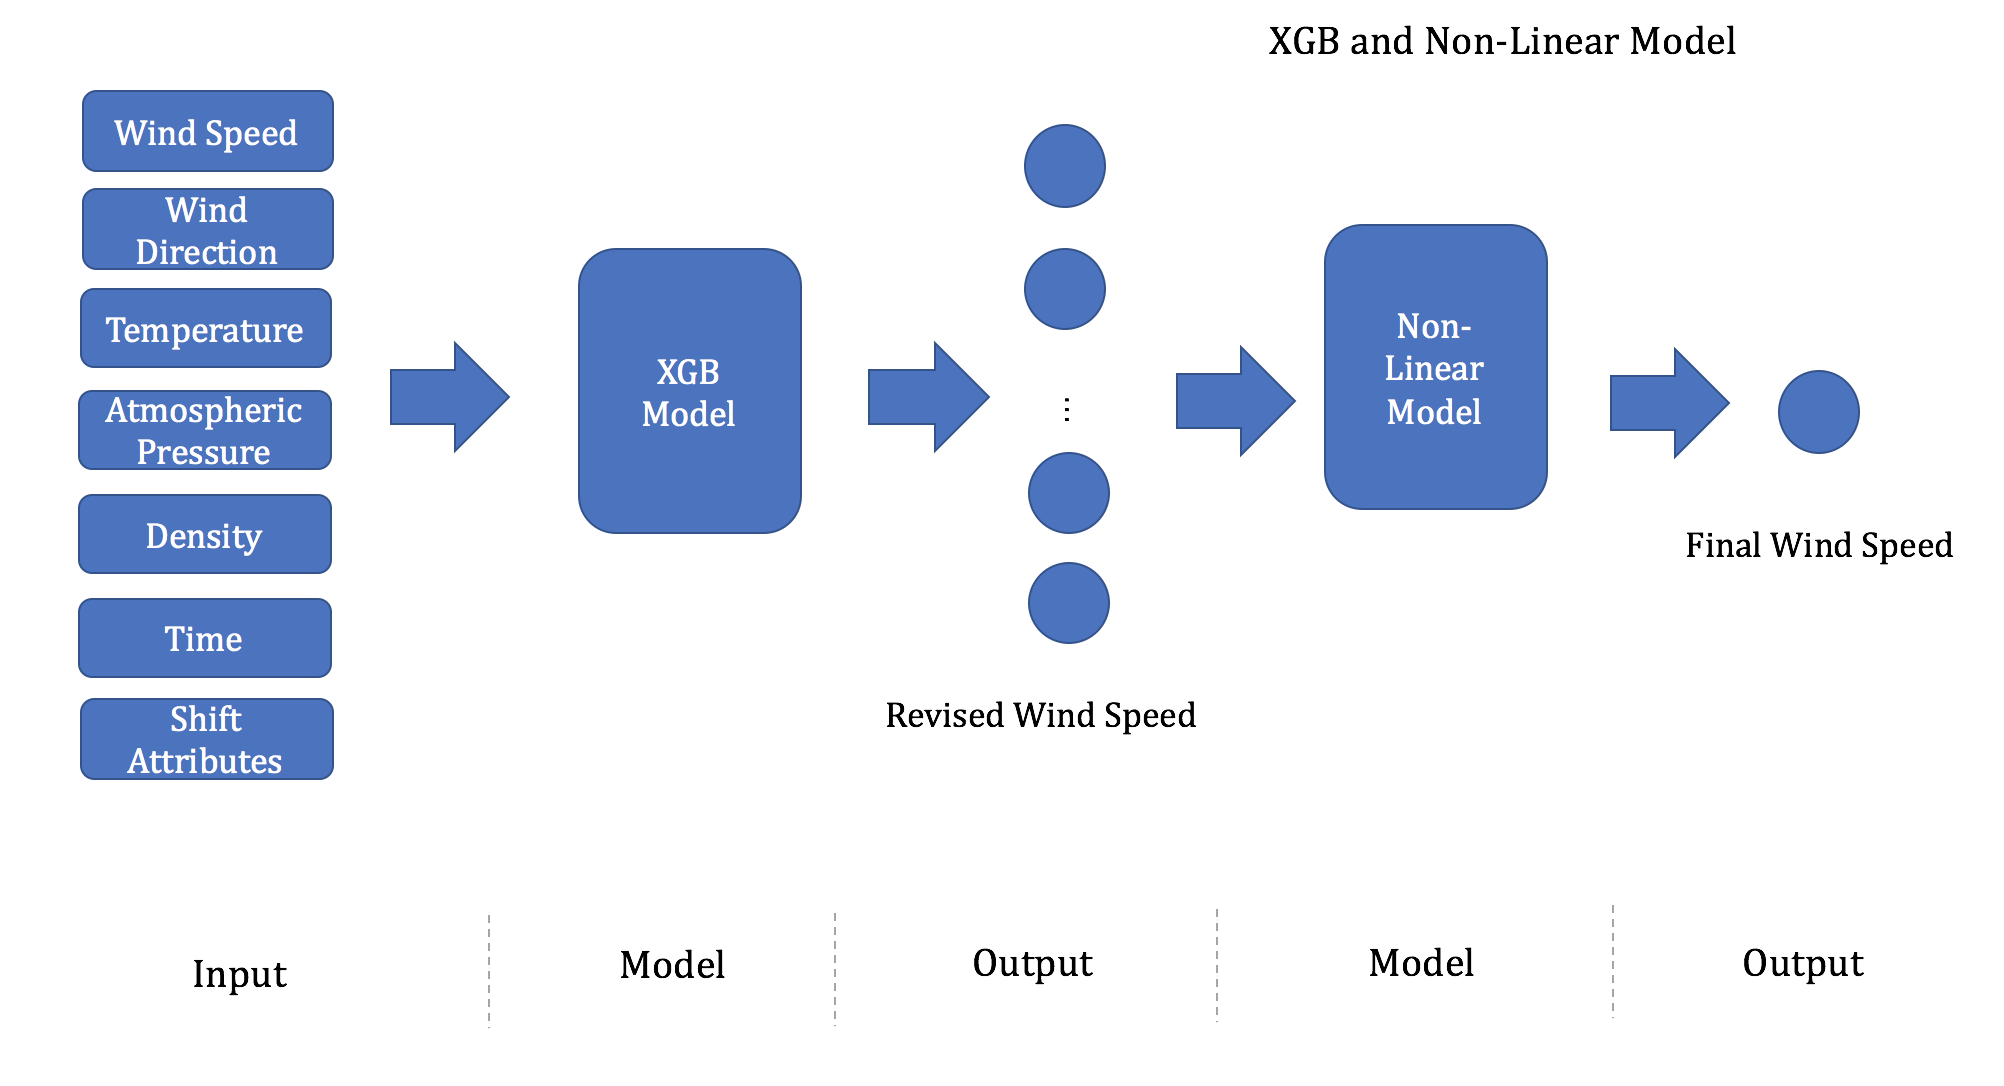 XGB and Non-Linear Model
Wind Speed
Wind
Direction
Temperature
Atmospheric
Pressure
Density
Time
Shift
Attributes
XGB
Model
...
Revised Wind Speed
Non-
Linear
Model
Final Wind Speed
Input
Model
Output
Model
Output